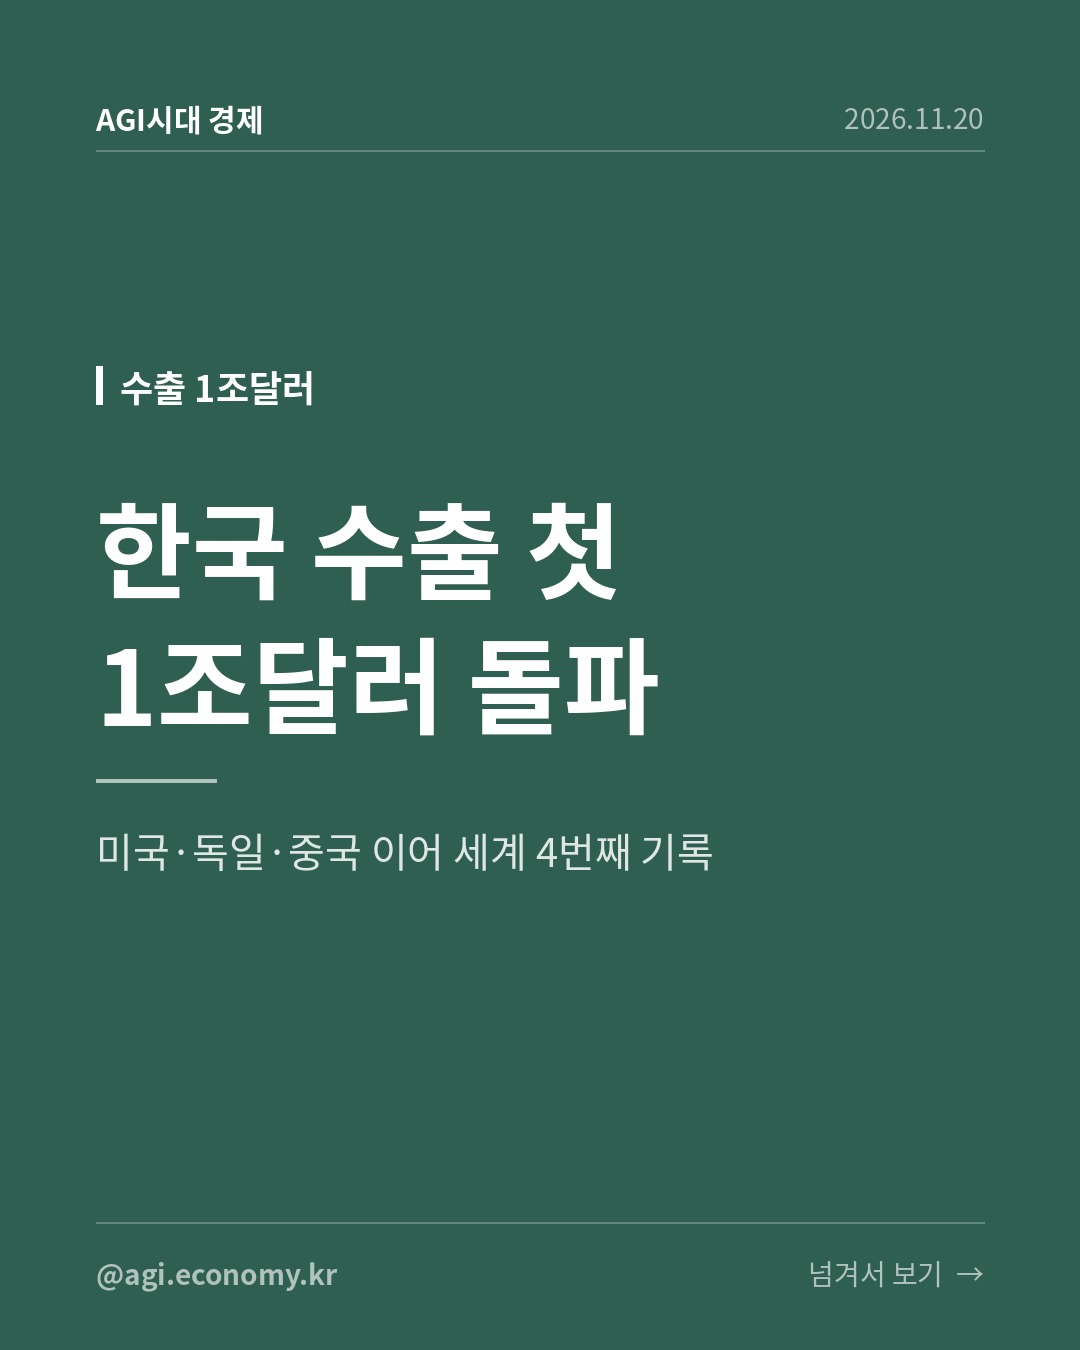 AGI시대 경제
2026.11.20
수출 1조달러
한국 수출 첫
1조달러 돌파
미국·독일·중국 이어 세계 4번째 기록
@agi.economy.kr
넘겨서 보기 →